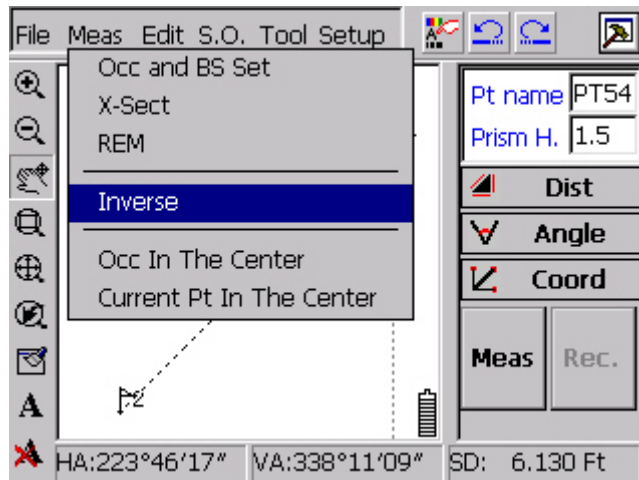 File Meas Edit S.O. Tool Setup
Occ and BS Set
X-Sect
REM
Inverse
Occ In The Center
Current Pt In The Center
Pt name PT54
Prism H. 1.5
Dist
Angle
Coord
Meas Rec.
A
A
HA:223°46′17″ VA:338°11′09″ SD: 6.130 Ft